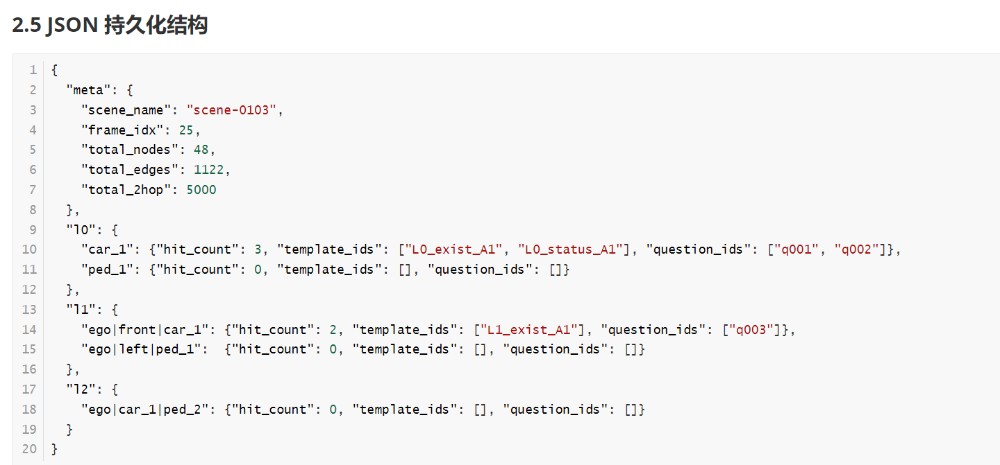 2.5 JSON 持久化结构
1 {
2   "meta": {
3     "scene_name": "scene-0103",
4     "frame_idx": 25,
5     "total_nodes": 48,
6     "total_edges": 1122,
7     "total_2hop": 5000
8   },
9   "l0": {
10     "car_1": {"hit_count": 3, "template_ids": ["L0_exist_A1", "L0_status_A1"], "question_ids": ["q001", "q002"]},
11     "ped_1": {"hit_count": 0, "template_ids": [], "question_ids": []}
12   },
13   "l1": {
14     "ego|front|car_1": {"hit_count": 2, "template_ids": ["L1_exist_A1"], "question_ids": ["q003"]},
15     "ego|left|ped_1":  {"hit_count": 0, "template_ids": [], "question_ids": []}
16   },
17   "l2": {
18     "ego|car_1|ped_2": {"hit_count": 0, "template_ids": [], "question_ids": []}
19   }
20 }